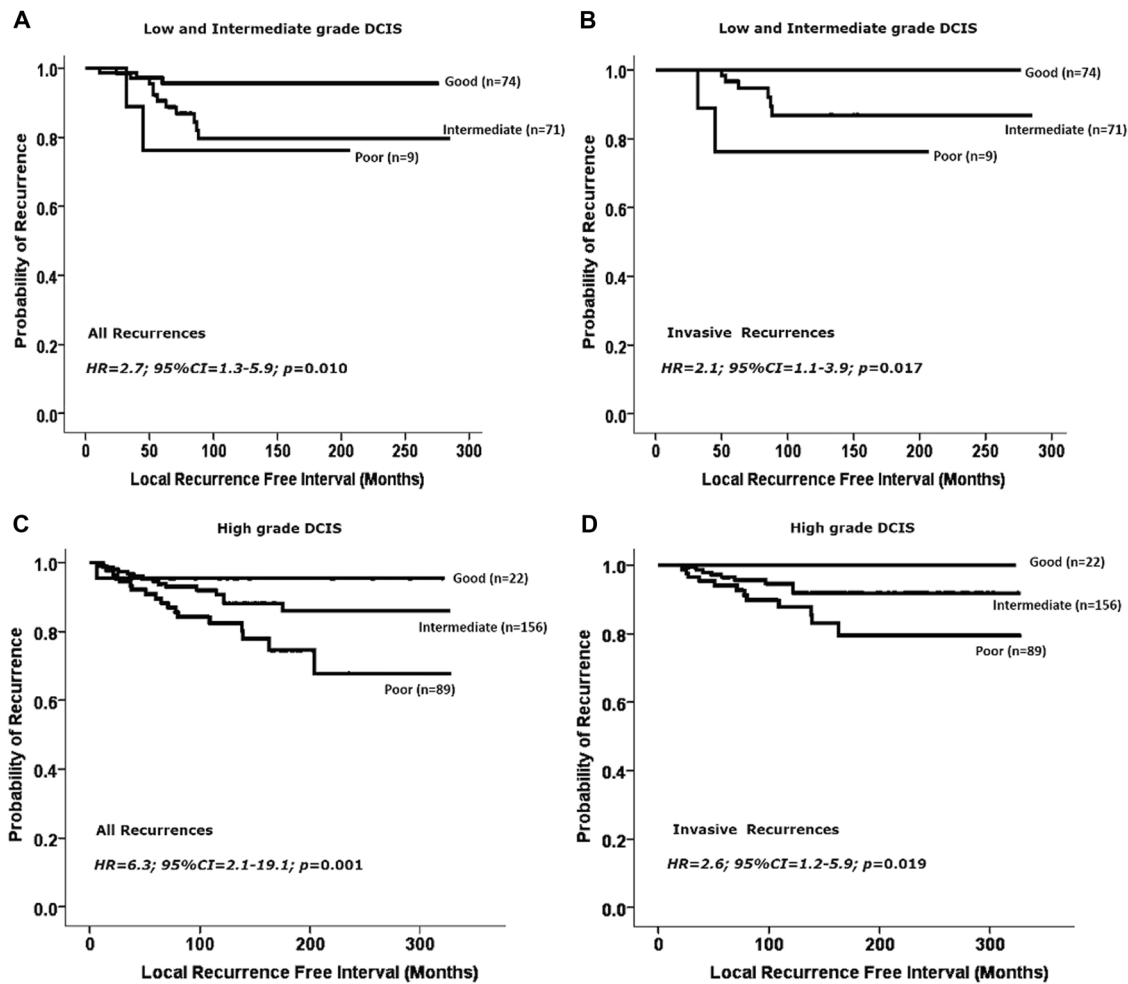 A
Low and Intermediate grade DCIS
Probability of Recurrence
1.0
0.8
0.6
0.4
0.2
0.0
Good (n=74)
Intermediate (n=71)
Poor (n=9)
All Recurrences
HR=2.7; 95%CI=1.3-5.9; p=0.010
0 50 100 150 200 250 300
Local Recurrence Free Interval (Months)
B
Low and Intermediate grade DCIS
Probability of Recurrence
1.0
0.8
0.6
0.4
0.2
0.0
Good (n=74)
Intermediate (n=71)
Poor (n=9)
Invasive Recurrences
HR=2.1; 95%CI=1.1-3.9; p=0.017
0 50 100 150 200 250 300
Local Recurrence Free Interval (Months)
C
High grade DCIS
Probability of Recurrence
1.0
0.8
0.6
0.4
0.2
0.0
Good (n=22)
Intermediate (n=156)
Poor (n=89)
All Recurrences
HR=6.3; 95%CI=2.1-19.1; p=0.001
0 100 200 300
Local Recurrence Free Interval (Months)
D
High grade DCIS
Probability of Recurrence
1.0
0.8
0.6
0.4
0.2
0.0
Good (n=22)
Intermediate (n=156)
Poor (n=89)
Invasive Recurrences
HR=2.6; 95%CI=1.2-5.9; p=0.019
0 100 200 300
Local Recurrence Free Interval (Months)